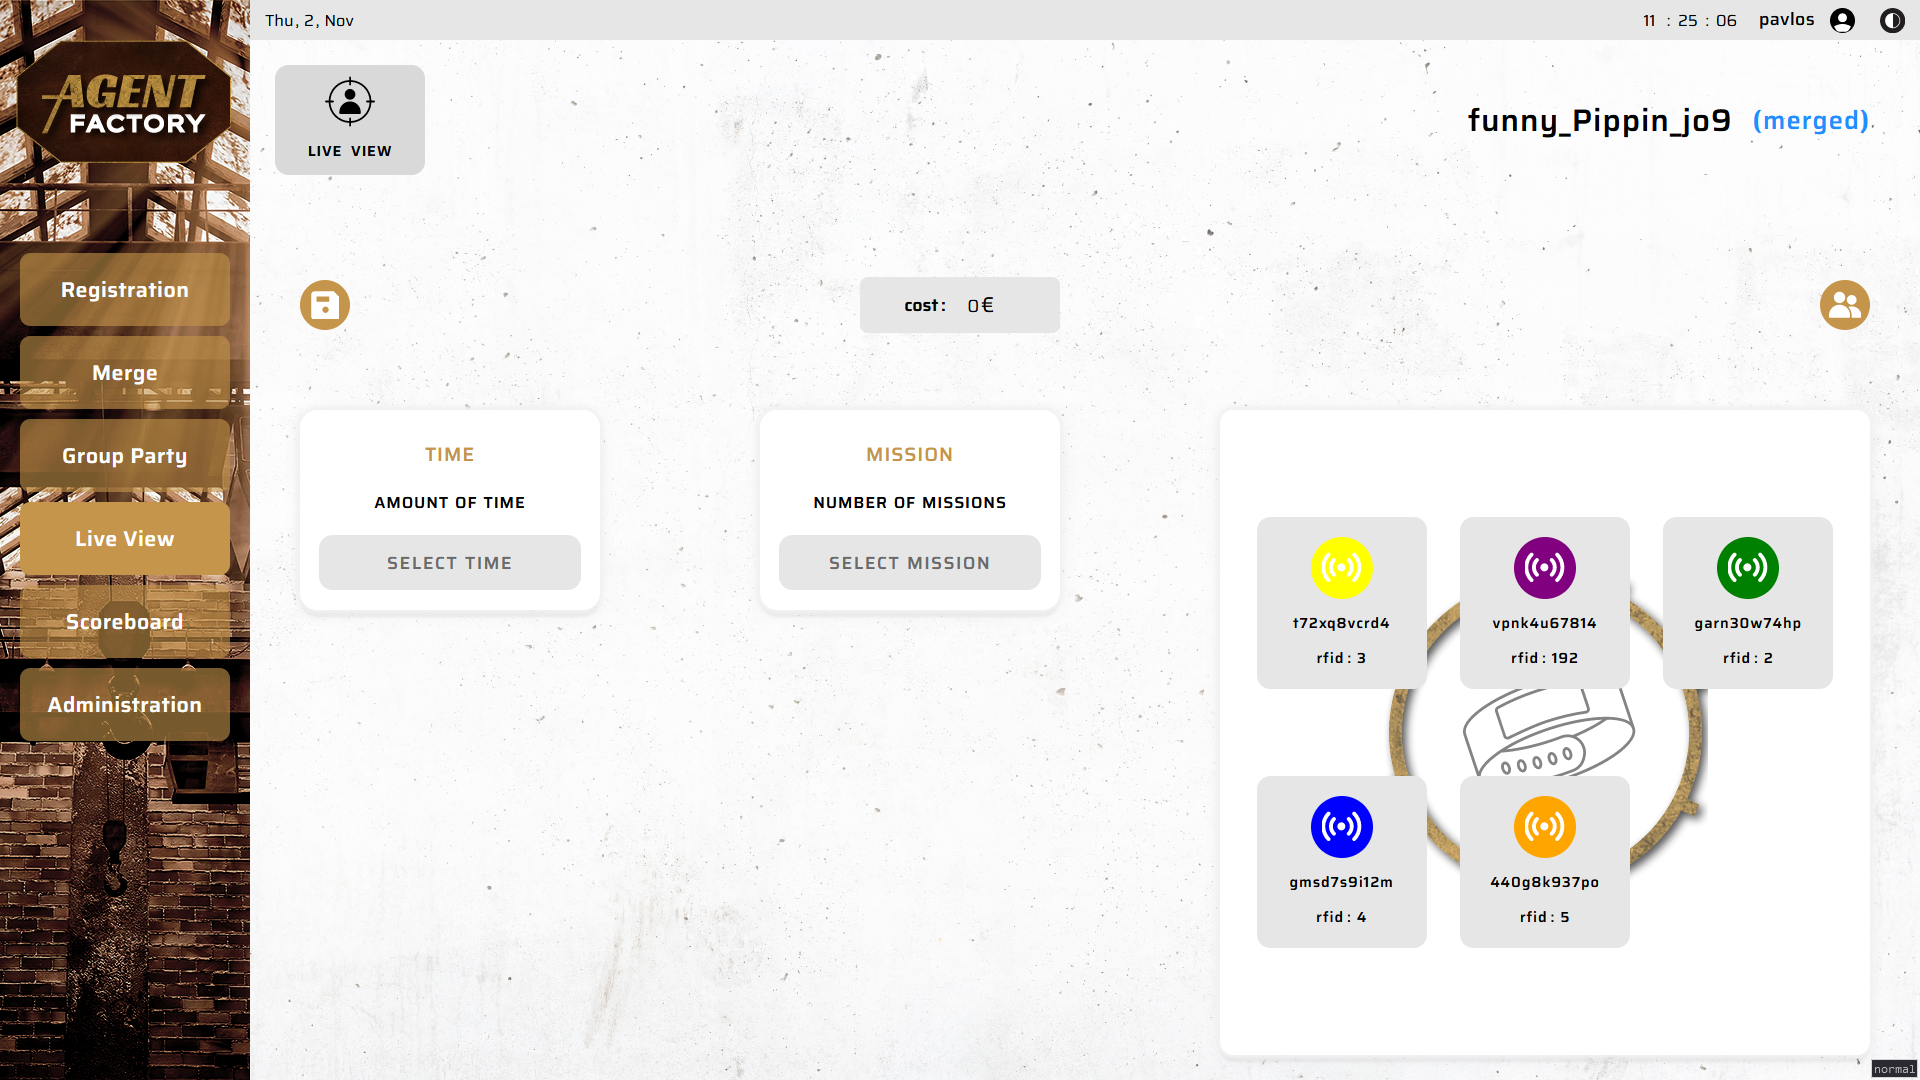 Thu, 2, Nov
11 : 25 : 06 pavlos
AGENT
FACTORY
LIVE VIEW
funny_Pippin_jo9 (merged).
Registration
Merge
Group Party
Live View
Scoreboard
Administration
cost: 0€
TIME
AMOUNT OF TIME
SELECT TIME
MISSION
NUMBER OF MISSIONS
SELECT MISSION
t72xq8vcrd4
rfid : 3
vpnk4u67814
rfid : 192
garn30w74hp
rfid : 2
gmsd7s9i12m
rfid : 4
440g8k937po
rfid : 5
normal